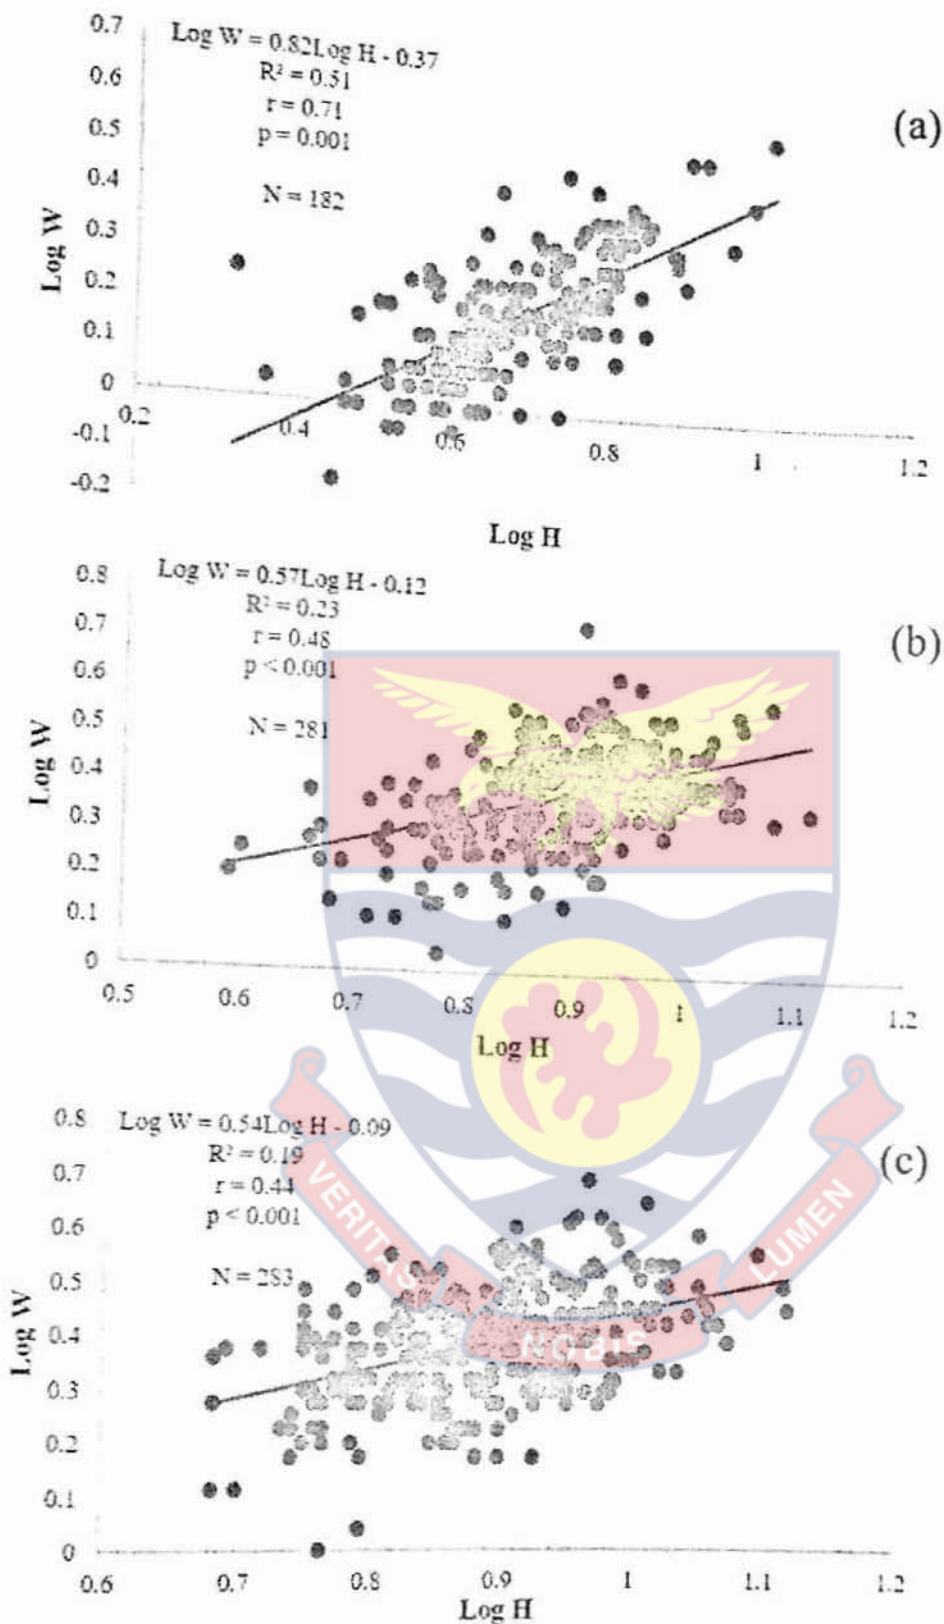 0.7
Log W = 0.82Log H - 0.37
0.6
R² = 0.51
0.5
r = 0.71
p = 0.001
(a)
0.4
N = 182
0.3
Log W
0.2
0.1
0
0.2
0.4
0.6
0.8
1
1.2
-0.1
-0.2
Log H
0.8
Log W = 0.57Log H - 0.12
R² = 0.23
0.7
r = 0.48
(b)
0.6
p < 0.001
0.5
N = 281
Log W
0.4
0.3
0.2
0.1
0
0.5
0.6
0.7
0.8
0.9
1
1.1
1.2
Log H
0.8
Log W = 0.54Log H - 0.09
R² = 0.19
(c)
0.7
r = 0.44
p < 0.001
0.6
VERITAS
LUMEN
0.5
N = 283
Log W
0.4
NOBIS
0.3
0.2
0.1
0
0.6
0.7
0.8
0.9
1
1.1
1.2
Log H